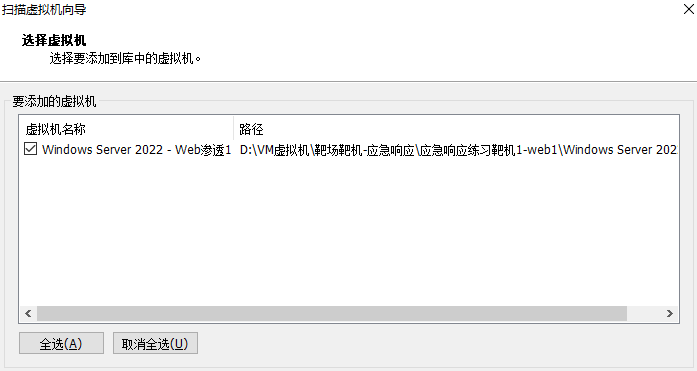 扫描虚拟机向导
选择虚拟机
选择要添加到库中的虚拟机。
要添加的虚拟机
虚拟机名称 路径
Windows Server 2022 - Web渗透1 D:\VM虚拟机\靶场靶机-应急响应\应急响应练习靶机1-web1\Windows Server 202
全选(A) 取消全选(U)